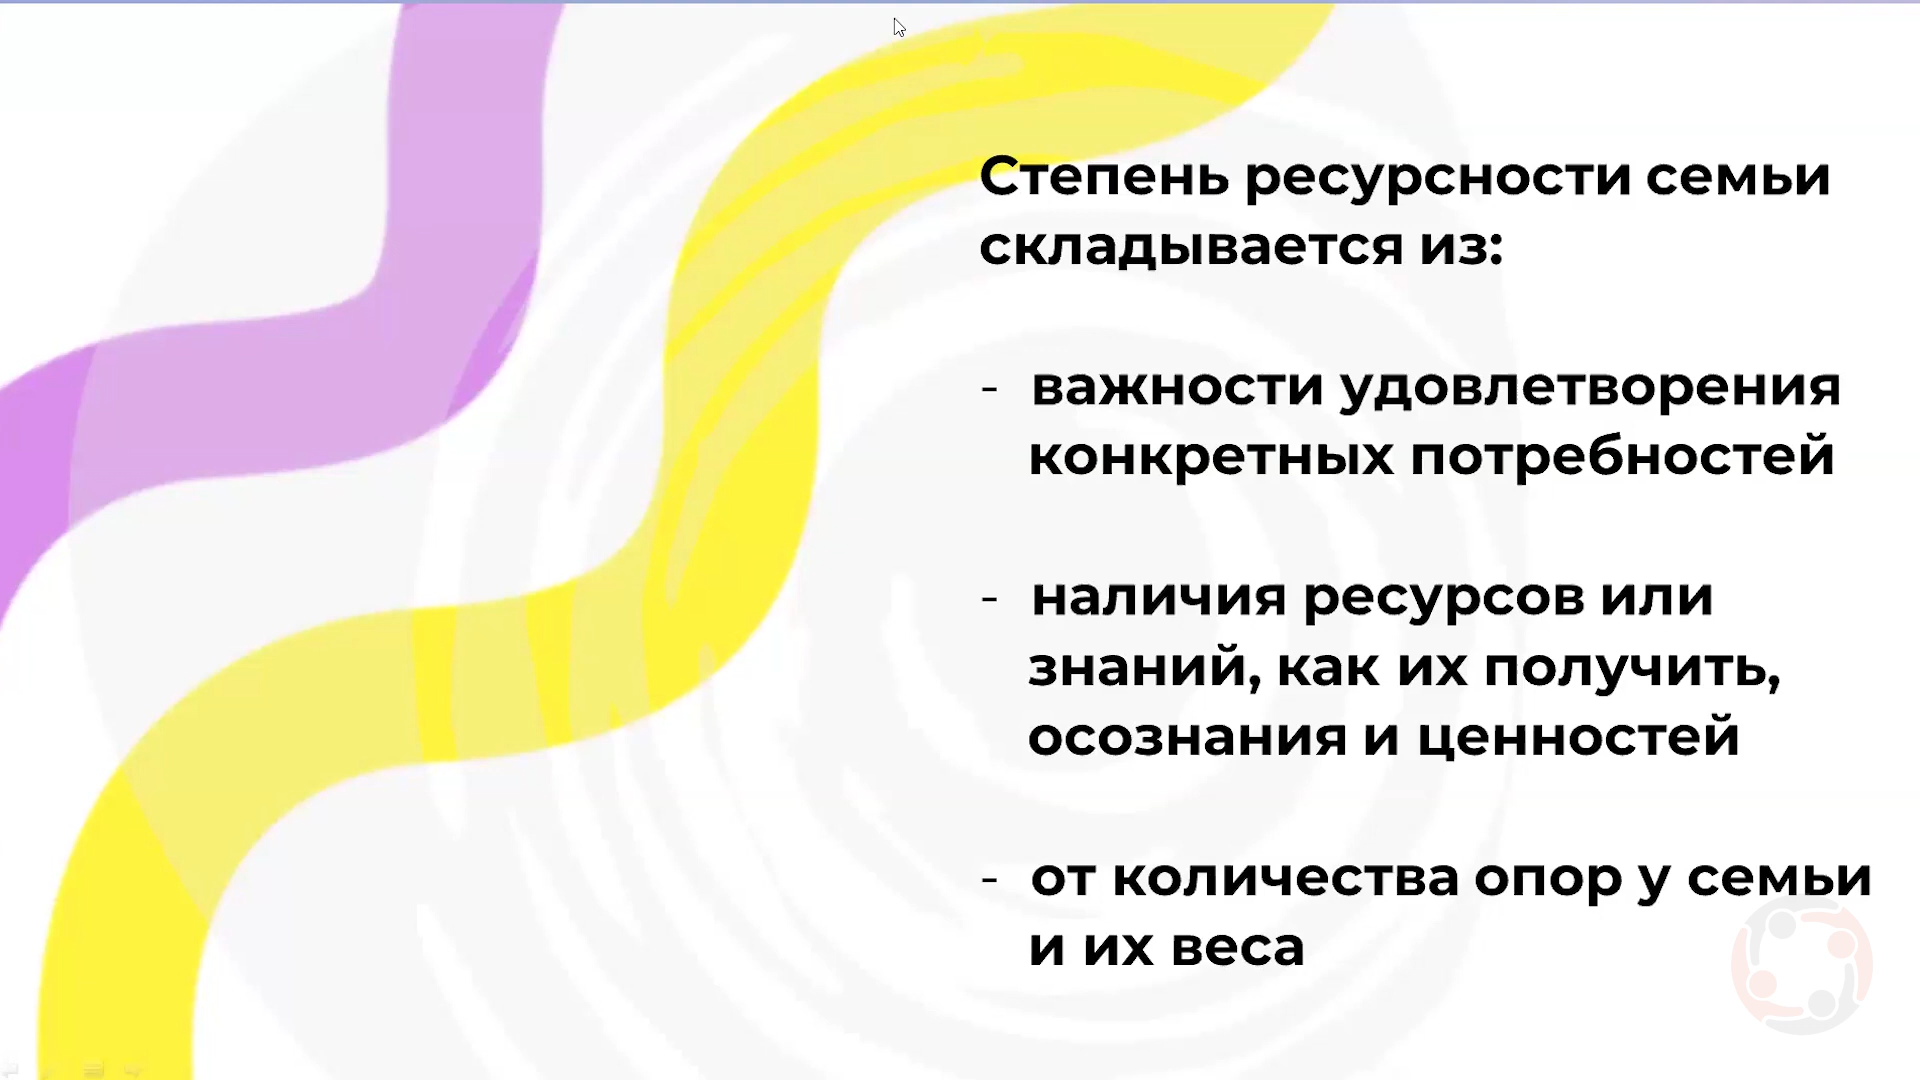 Степень ресурсности семьи
складывается из:
- важности удовлетворения
конкретных потребностей
- наличия ресурсов или
знаний, как их получить,
осознания и ценностей
- от количества опор у семьи
и их веса